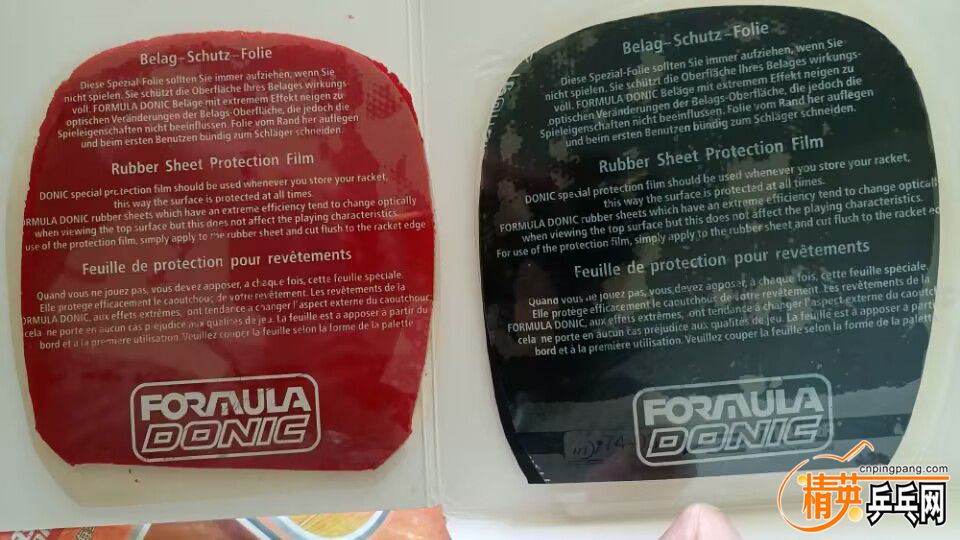 Belag-Schutz-Folie
Diese Spezial-Folie sollten Sie immer aufziehen, wenn Sie
nicht spielen. Sie schützt die Oberfläche Ihres Belages wirkungs-
voll. FORMULA DONIC Beläge mit extremem Effekt neigen zu
optischen Veränderungen der Belags-Oberfläche, die jedoch die
Spieleigenschaften nicht beeinflussen. Folie vom Rand her auflegen
und beim ersten Benutzen bündig zum Schläger schneiden.
Rubber Sheet Protection Film
DONIC special protection film should be used whenever you store your racket,
this way the surface is protected at all times.
ORMULA DONIC rubber sheets which have an extreme efficiency tend to change optically
when viewing the top surface but this does not affect the playing characteristics.
use of the protection film, simply apply to the rubber sheet and cut flush to the racket edge
Feuille de protection pour revêtements
Quand vous ne jouez pas, vous devez apposer, à chaque fois, cette feuille spéciale.
Elle protège efficacement le caoutchouc de votre revêtement. Les revêtements de la
ORMULA DONIC, aux effets extrêmes, ont tendance à changer l'aspect externe du caoutchouc,
cela ne porte en aucun cas préjudice aux qualités de jeu. La feuille est à apposer à partir du
bord et à la première utilisation. Veuillez couper la feuille selon la forme de la palette
FORMULA
DONIC
Belag-Schutz-Folie
Diese Spezial-Folie sollten Sie immer aufziehen, wenn Sie
nicht spielen. Sie schützt die Oberfläche Ihres Belages wirkungs-
voll. FORMULA DONIC Beläge mit extremem Effekt neigen zu
optischen Veränderungen der Belags-Oberfläche, die jedoch die
Spieleigenschaften nicht beeinflussen. Folie vom Rand her auflegen
und beim ersten Benutzen bündig zum Schläger schneiden.
Rubber Sheet Protection Film
DONIC special protection film should be used whenever you store your racket,
this way the surface is protected at all times.
FORMULA DONIC rubber sheets which have an extreme efficiency tend to change optically
when viewing the top surface but this does not affect the playing characteristics.
For use of the protection film, simply apply to the rubber sheet and cut flush to the racket ed
Feuille de protection pour revêtements
Quand vous ne jouez pas, vous devez apposer, à chaque fois, cette feuille spéciale.
Elle protège efficacement le caoutchouc de votre revêtement. Les revêtements de la
FORMULA DONIC, aux effets extrêmes, ont tendance à changer l'aspect externe du caoutch
cela ne porte en aucun cas préjudice aux qualités de jeu. La feuille est à apposer à partir
bord et à la première utilisation. Veuillez couper la feuille selon la forme de la palett
FORMULA
DONIC
cnpingpang.com
精英乒乓网